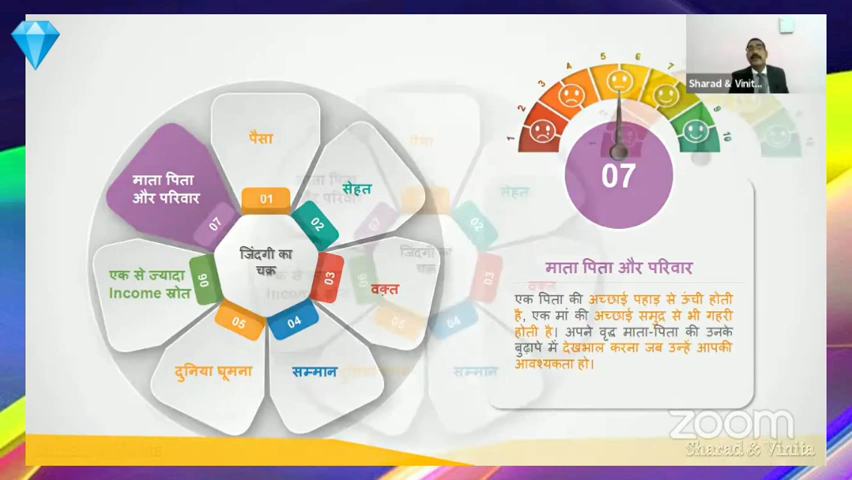 पैसा
01
सेहत
02
वक़्त
03
सम्मान
04
दुनिया घूमना
05
एक से ज्यादा
Income स्रोत
06
माता पिता
और परिवार
07
जिंदगी का
चक्र
1 2 3 4 5 6 7 8 9 10
07
माता पिता और परिवार
एक पिता की अच्छाई पहाड़ से ऊंची होती
है, एक मां की अच्छाई समुद्र से भी गहरी
होती है। अपने वृद्ध माता-पिता की उनके
बुढ़ापे में देखभाल करना जब उन्हें आपकी
आवश्यकता हो।
Sharad & Vinit...
zoom
Sharad & Vinita